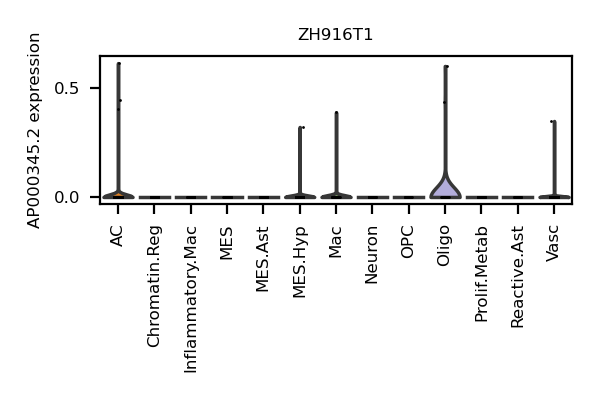 ZH916T1
AP000345.2 expression
0.5
0.0
AC
Chromatin.Reg
Inflammatory.Mac
MES
MES.Ast
MES.Hyp
Mac
Neuron
OPC
Oligo
Prolif.Metab
Reactive.Ast
Vasc